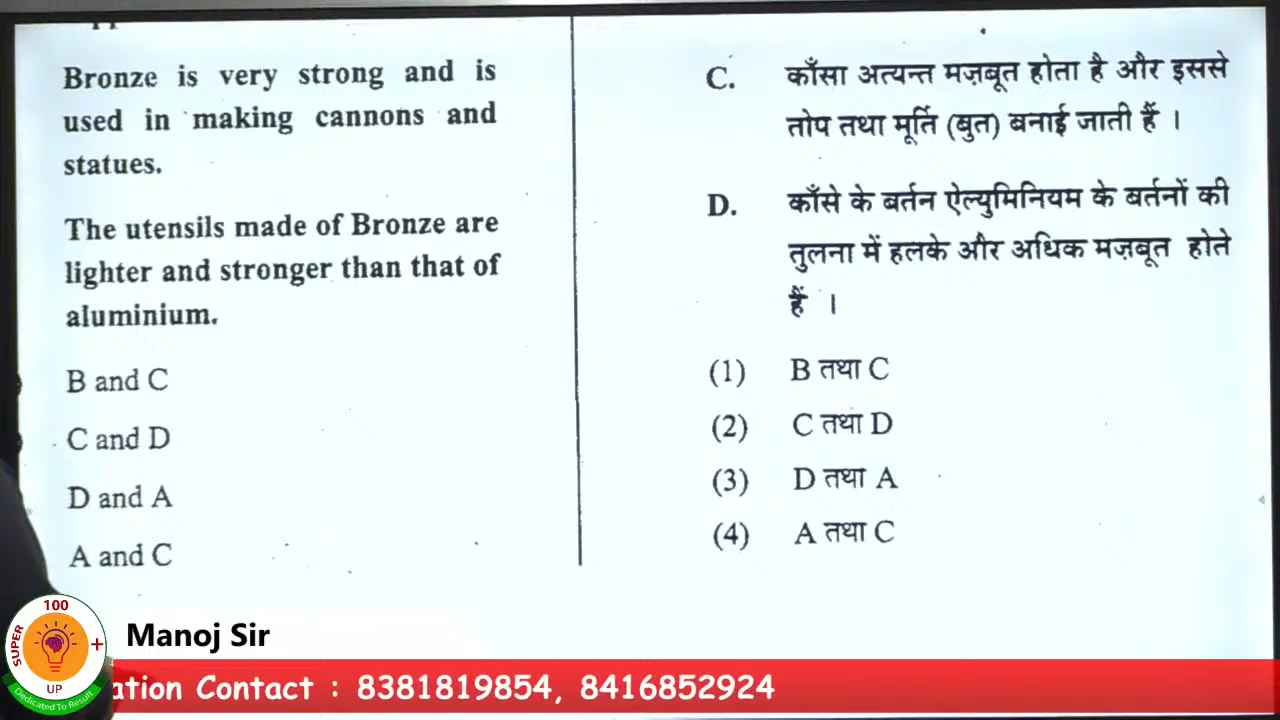 Bronze is very strong and is
used in making cannons and
statues.
The utensils made of Bronze are
lighter and stronger than that of
aluminium.
B and C
C and D
D and A
A and C
C. काँसा अत्यन्त मज़बूत होता है और इससे
तोप तथा मूर्ति (बुत) बनाई जाती हैं ।
D. काँसे के बर्तन ऐल्युमिनियम के बर्तनों की
तुलना में हलके और अधिक मज़बूत होते
हैं ।
(1) B तथा C
(2) C तथा D
(3) D तथा A
(4) A तथा C
100
SUPER
+
UP
Dedicated To Result
Manoj Sir
ation Contact : 8381819854, 8416852924